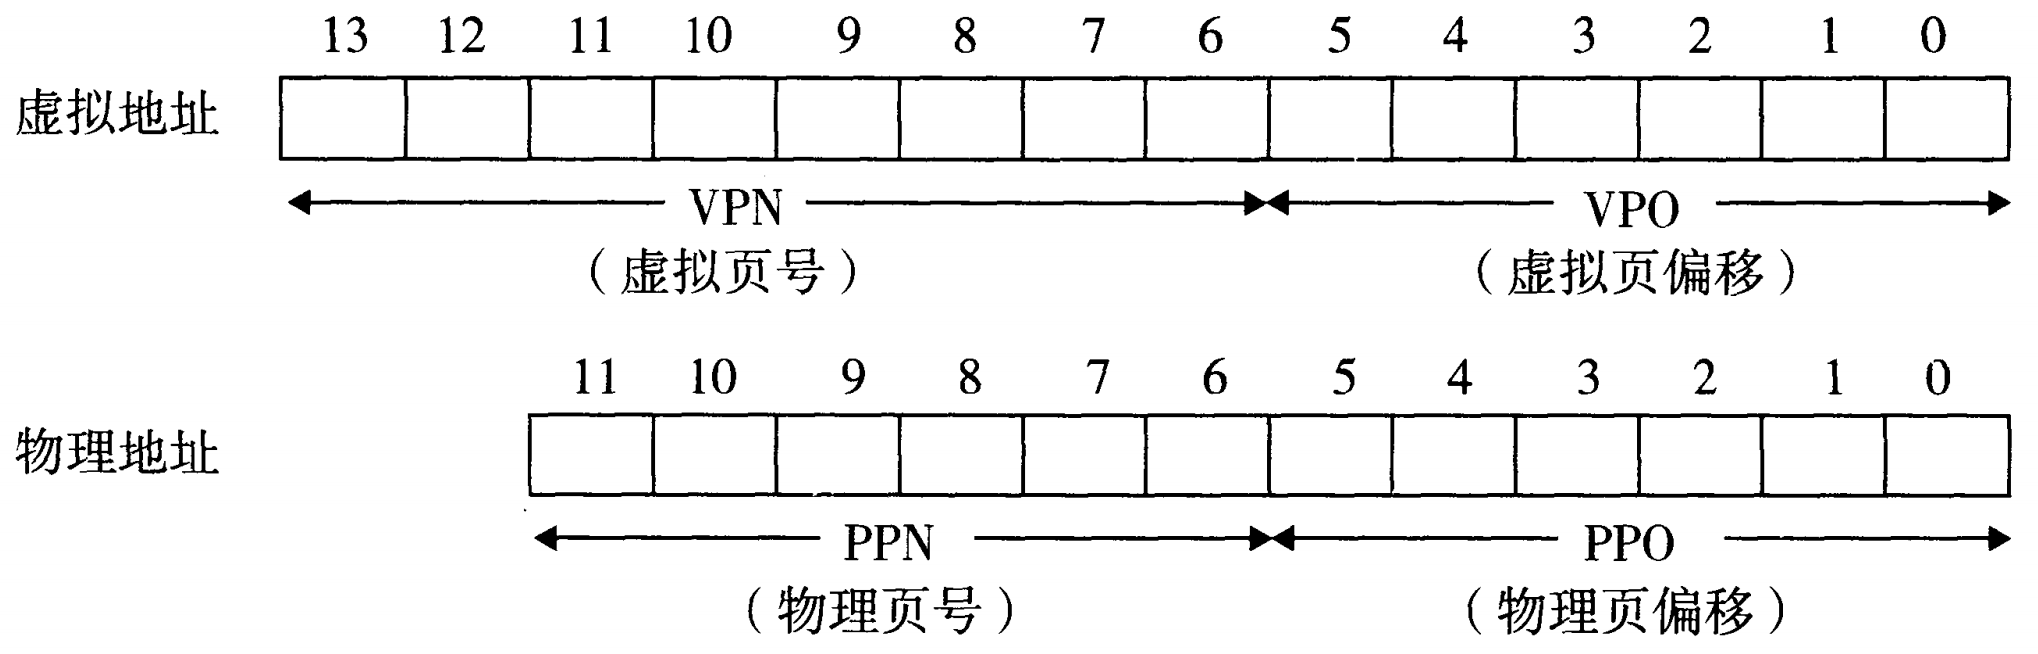 13 12 11 10 9 8 7 6 5 4 3 2 1 0
虚拟地址
VPN VPO
（虚拟页号） （虚拟页偏移）
11 10 9 8 7 6 5 4 3 2 1 0
物理地址
PPN PPO
（物理页号） （物理页偏移）